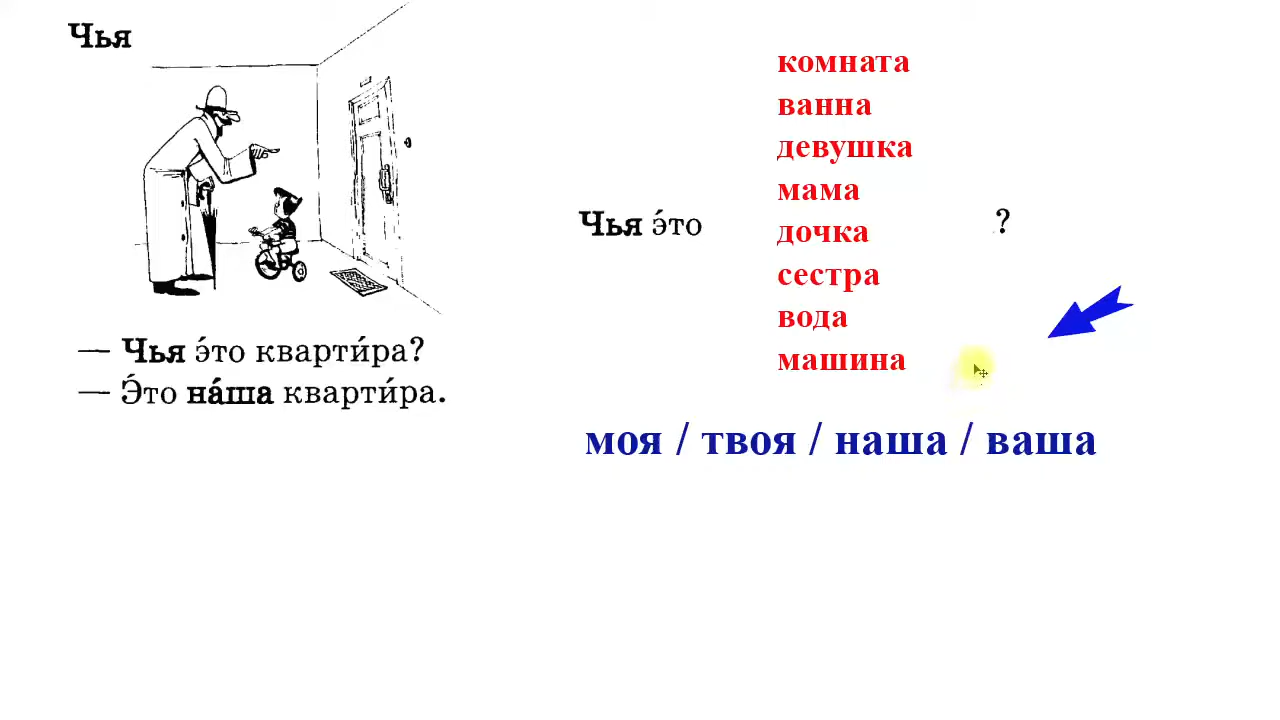 Чья
— Чья э́то кварти́ра?
— Э́то на́ша кварти́ра.
комната
ванна
девушка
мама
Чья э́то ?
дочка
сестра
вода
машина
моя / твоя / наша / ваша